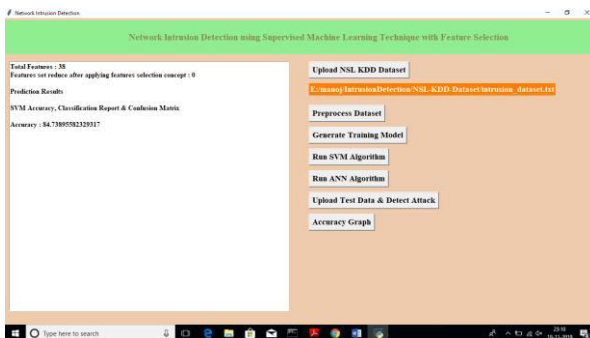 Network Intrusion Detection
Network Intrusion Detection using Supervised Machine Learning Technique with Feature Selection
Total Features : 38
Features set reduce after applying features selection concept : 0
Prediction Results
SVM Accuracy, Classification Report & Confusion Matrix
Accuracy : 84.73895582329317
Upload NSL KDD Dataset
E:/manoj/IntrusionDetection/NSL-KDD-Dataset/intrusion_dataset.txt
Preprocess Dataset
Generate Training Model
Run SVM Algorithm
Run ANN Algorithm
Upload Test Data & Detect Attack
Accuracy Graph
Type here to search